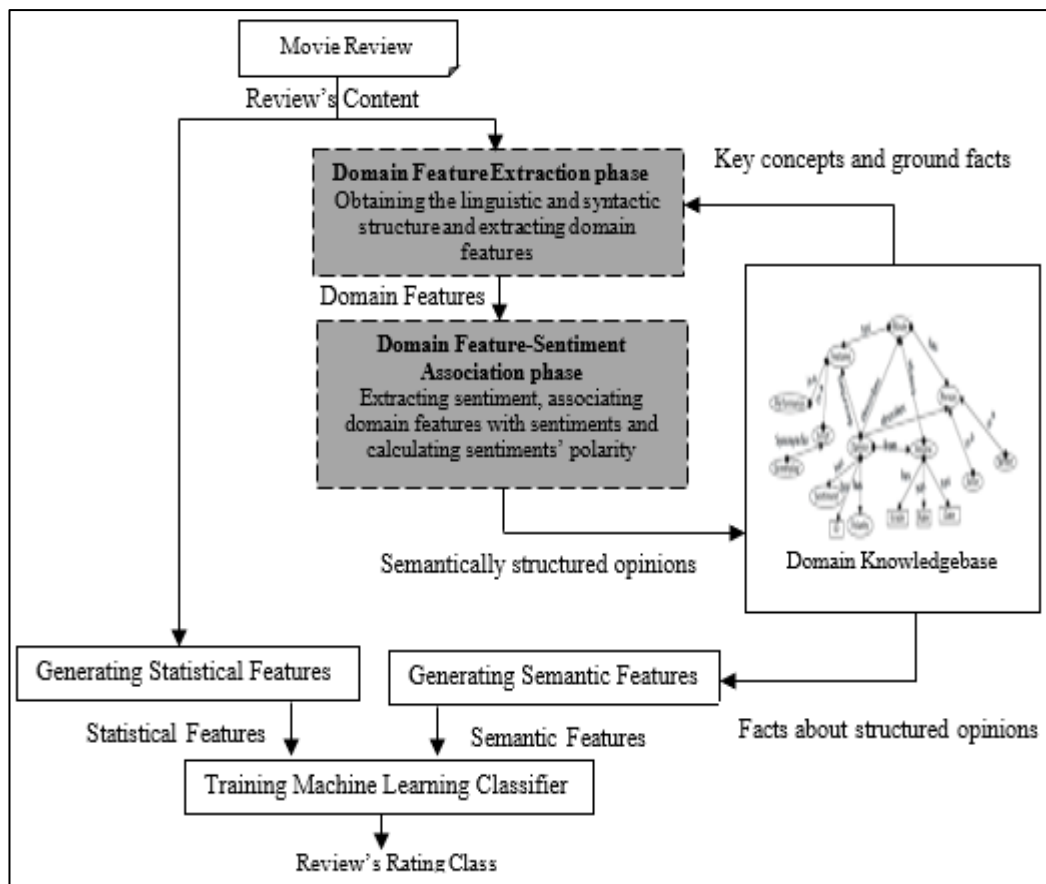 Movie Review
Review's Content
Domain Feature Extraction phase
Obtaining the linguistic and syntactic
structure and extracting domain
features
Key concepts and ground facts
Domain Features
Domain Feature-Sentiment
Association phase
Extracting sentiment, associating
domain features with sentiments and
calculating sentiments' polarity
Domain Knowledgebase
Semantically structured opinions
Generating Statistical Features
Generating Semantic Features
Statistical Features
Semantic Features
Facts about structured opinions
Training Machine Learning Classifier
Review's Rating Class